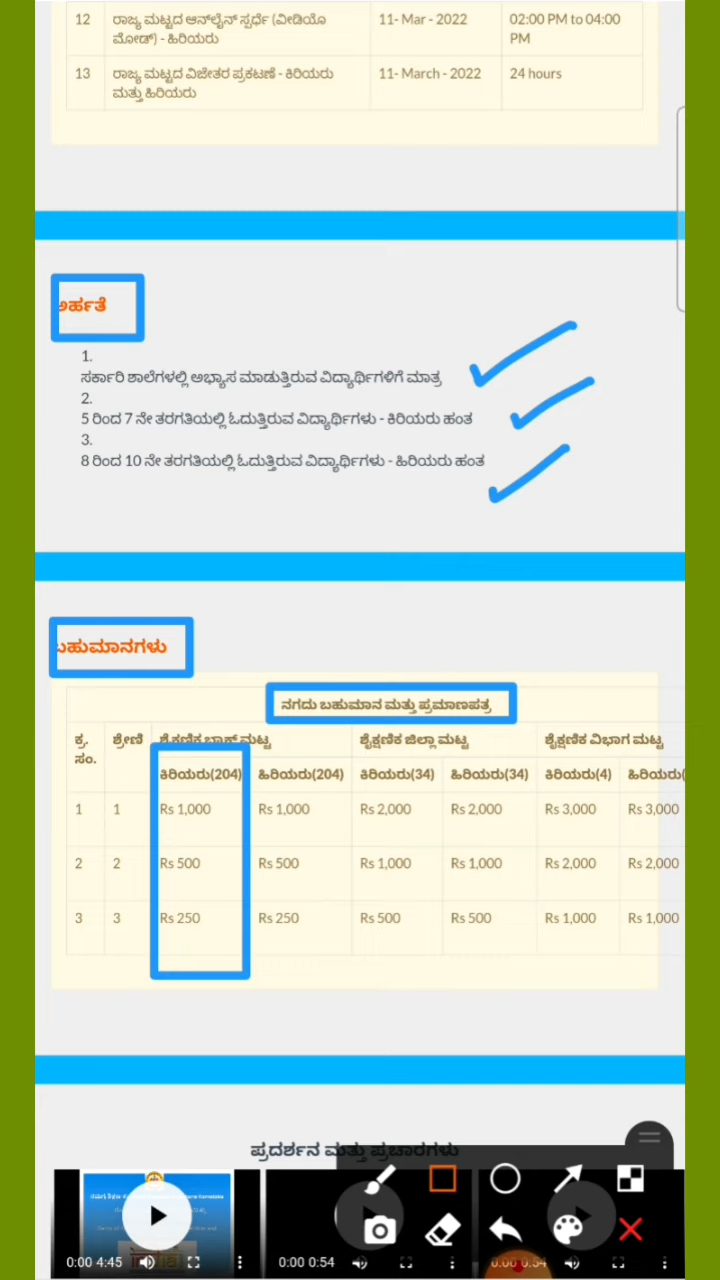 12 ರಾಜ್ಯ ಮಟ್ಟದ ಆನ್‌ಲೈನ್ ಸ್ಪರ್ಧೆ (ವೀಡಿಯೊ 11- Mar - 2022 02:00 PM to 04:00
ಮೋಡ್) - ಹಿರಿಯರು PM
13 ರಾಜ್ಯ ಮಟ್ಟದ ವಿಜೇತರ ಪ್ರಕಟಣೆ - ಕಿರಿಯರು 11- March - 2022 24 hours
ಮತ್ತು ಹಿರಿಯರು
ಅರ್ಹತೆ
1.
ಸರ್ಕಾರಿ ಶಾಲೆಗಳಲ್ಲಿ ಅಭ್ಯಾಸ ಮಾಡುತ್ತಿರುವ ವಿದ್ಯಾರ್ಥಿಗಳಿಗೆ ಮಾತ್ರ
2.
5 ರಿಂದ 7 ನೇ ತರಗತಿಯಲ್ಲಿ ಓದುತ್ತಿರುವ ವಿದ್ಯಾರ್ಥಿಗಳು - ಕಿರಿಯರು ಹಂತ
3.
8 ರಿಂದ 10 ನೇ ತರಗತಿಯಲ್ಲಿ ಓದುತ್ತಿರುವ ವಿದ್ಯಾರ್ಥಿಗಳು - ಹಿರಿಯರು ಹಂತ
ಬಹುಮಾನಗಳು
ನಗದು ಬಹುಮಾನ ಮತ್ತು ಪ್ರಮಾಣಪತ್ರ
ಕ್ರ. ಶ್ರೇಣಿ ಶೈಕ್ಷಣಿಕ ಬ್ಲಾಕ್ ಮಟ್ಟ ಶೈಕ್ಷಣಿಕ ಜಿಲ್ಲಾ ಮಟ್ಟ ಶೈಕ್ಷಣಿಕ ವಿಭಾಗ ಮಟ್ಟ
ಸಂ.
ಕಿರಿಯರು(204) ಹಿರಿಯರು(204) ಕಿರಿಯರು(34) ಹಿರಿಯರು(34) ಕಿರಿಯರು(4) ಹಿರಿಯರು(
1 1 Rs 1,000 Rs 1,000 Rs 2,000 Rs 2,000 Rs 3,000 Rs 3,000
2 2 Rs 500 Rs 500 Rs 1,000 Rs 1,000 Rs 2,000 Rs 2,000
3 3 Rs 250 Rs 250 Rs 500 Rs 500 Rs 1,000 Rs 1,000
ಪ್ರದರ್ಶನ ಮತ್ತು ಪ್ರಚಾರಗಳು
0:00 4:45 0:00 0:54 0:00 0:54